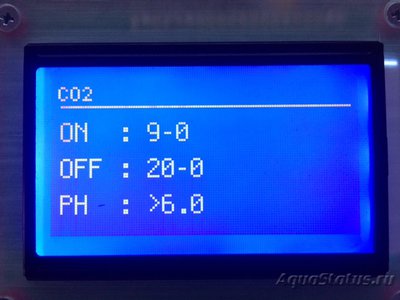 CO2
ON : 9-0
OFF : 20-0
PH : >6.0
AquaStatus.ru